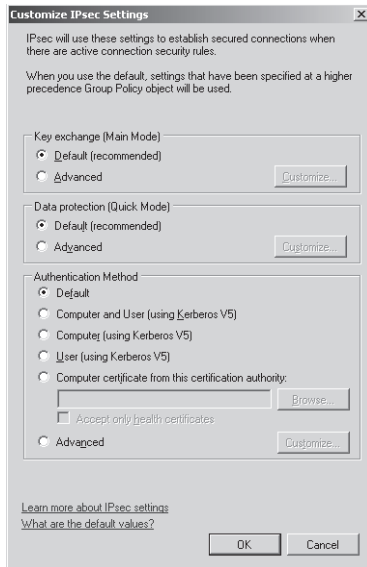 Customize IPsec Settings
IPsec will use these settings to establish secured connections when
there are active connection security rules.
When you use the default, settings that have been specified at a higher
precedence Group Policy object will be used.
Key exchange (Main Mode)
Default (recommended)
Advanced
Customize...
Data protection (Quick Mode)
Default (recommended)
Advanced
Customize...
Authentication Method
Default
Computer and User (using Kerberos V5)
Computer (using Kerberos V5)
User (using Kerberos V5)
Computer certificate from this certification authority:
Browse...
Accept only health certificates
Advanced
Customize...
Learn more about IPsec settings
What are the default values?
OK Cancel